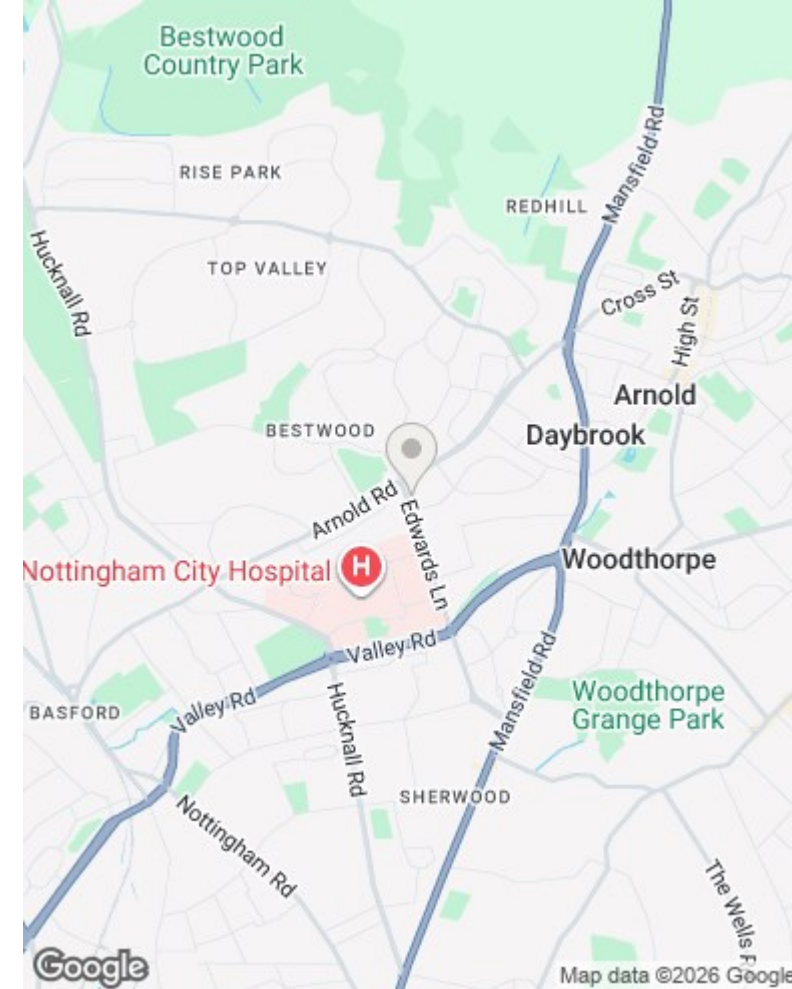 Bestwood
Country Park
RISE PARK
REDHILL
Mansfield Rd
Hucknall Rd
TOP VALLEY
Cross St
High St
Arnold
BESTWOOD
Daybrook
Arnold Rd
Edwards Ln
Nottingham City Hospital
H
Woodthorpe
Valley Rd
Mansfield Rd
Woodthorpe
Grange Park
Valley Rd
BASFORD
Hucknall Rd
SHERWOOD
Nottingham Rd
The Wells R
Google
Map data ©2026 Google